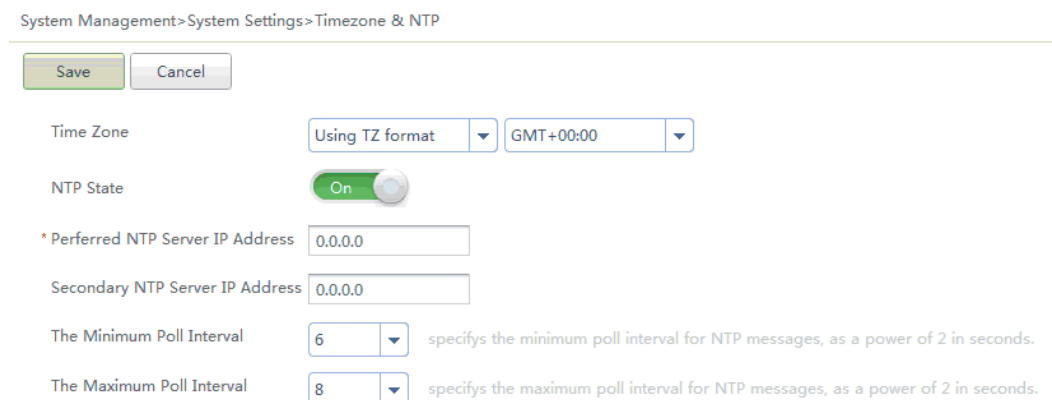 System Management>System Settings>Timezone & NTP
Save Cancel
Time Zone Using TZ format GMT+00:00
NTP State On
* Perferred NTP Server IP Address 0.0.0.0
Secondary NTP Server IP Address 0.0.0.0
The Minimum Poll Interval 6 specifys the minimum poll interval for NTP messages, as a power of 2 in seconds.
The Maximum Poll Interval 8 specifys the maximum poll interval for NTP messages, as a power of 2 in seconds.